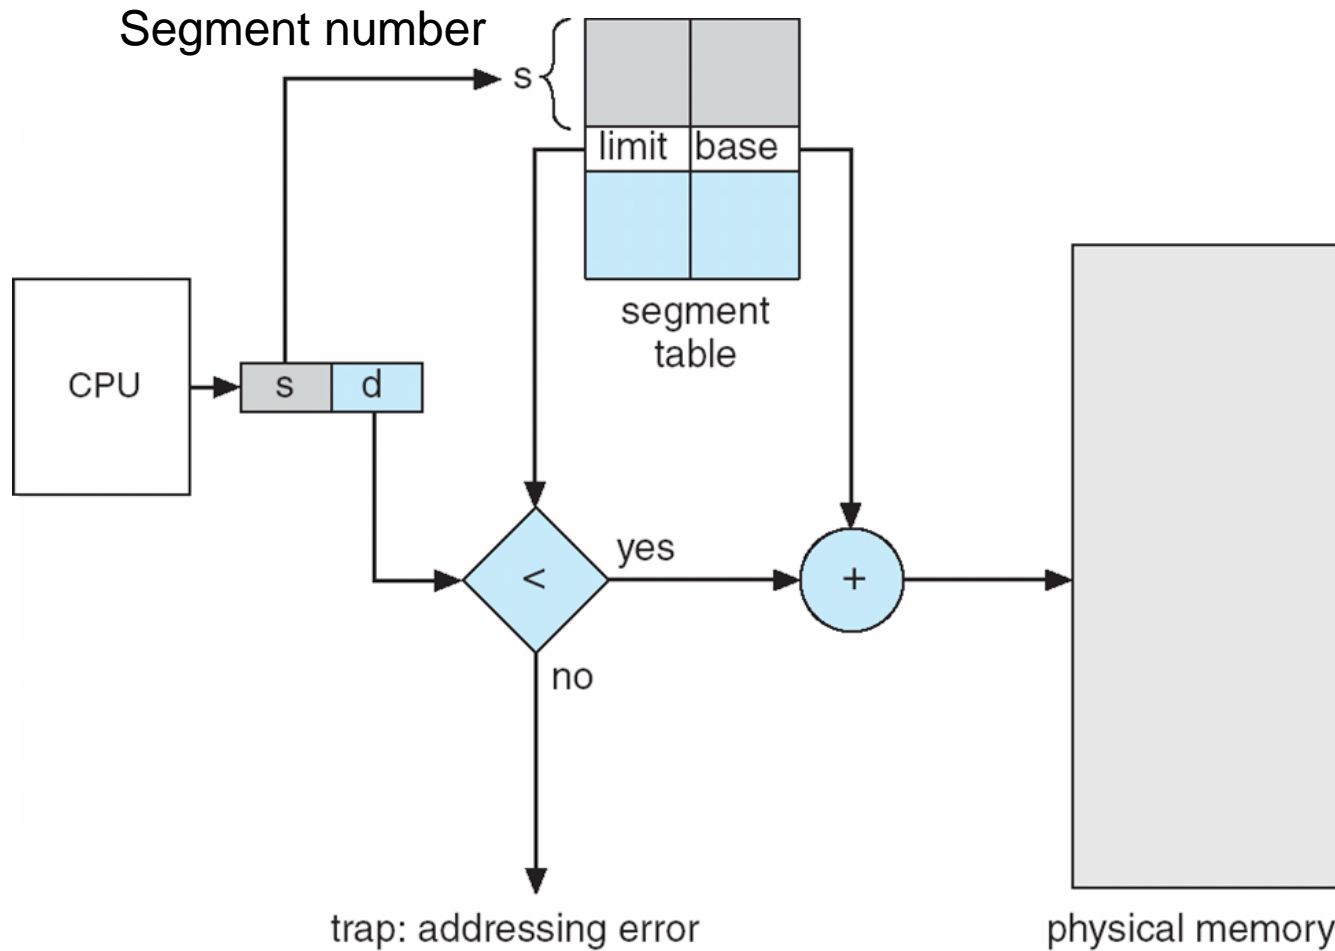 Segment number
s
limit base
segment
table
CPU
s d
<
yes
+
no
trap: addressing error
physical memory